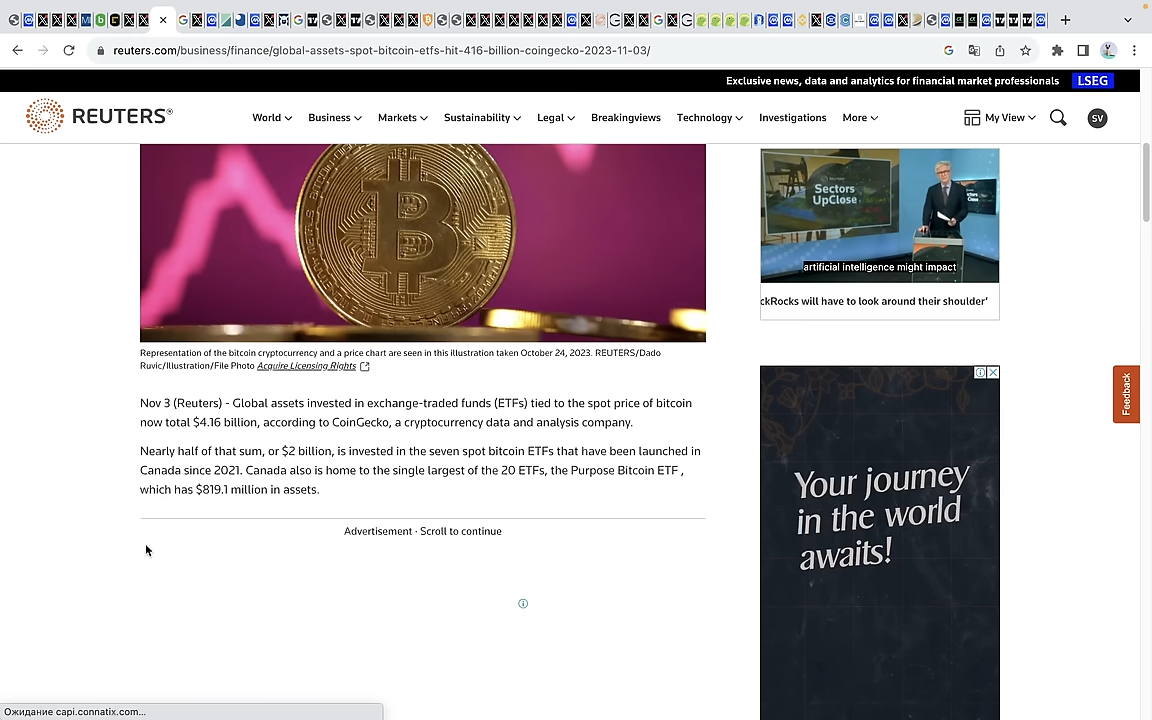 reuters.com/business/finance/global-assets-spot-bitcoin-etfs-hit-416-billion-coingecko-2023-11-03/
Exclusive news, data and analytics for financial market professionals LSEG
REUTERS®
World Business Markets Sustainability Legal Breakingviews Technology Investigations More My View SV
Sectors
UpClose
artificial intelligence might impact
ckRocks will have to look around their shoulder’
Representation of the bitcoin cryptocurrency and a price chart are seen in this illustration taken October 24, 2023. REUTERS/Dado
Ruvic/Illustration/File Photo Acquire Licensing Rights
Nov 3 (Reuters) - Global assets invested in exchange-traded funds (ETFs) tied to the spot price of bitcoin
now total $4.16 billion, according to CoinGecko, a cryptocurrency data and analysis company.
Nearly half of that sum, or $2 billion, is invested in the seven spot bitcoin ETFs that have been launched in
Canada since 2021. Canada also is home to the single largest of the 20 ETFs, the Purpose Bitcoin ETF ,
which has $819.1 million in assets.
Advertisement · Scroll to continue
Feedback
Your journey
in the world
awaits!
Ожидание capi.connatix.com...